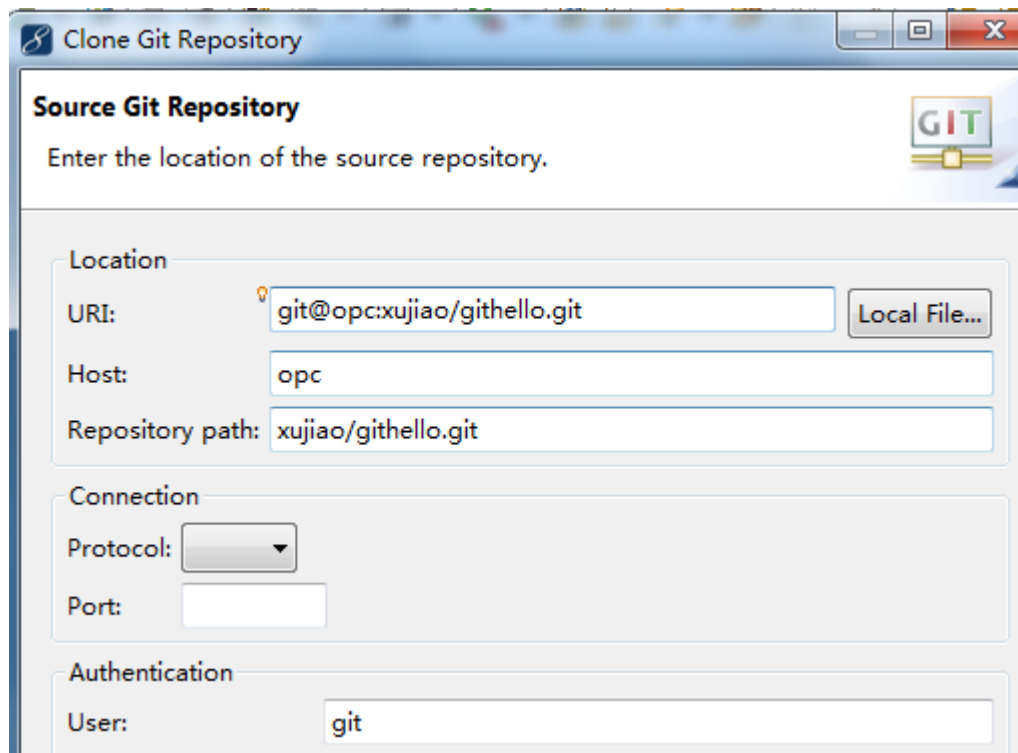 Clone Git Repository
Source Git Repository
Enter the location of the source repository.
GIT
Location
URI: git@opc:xujiao/githello.git Local File...
Host: opc
Repository path: xujiao/githello.git
Connection
Protocol:
Port:
Authentication
User: git